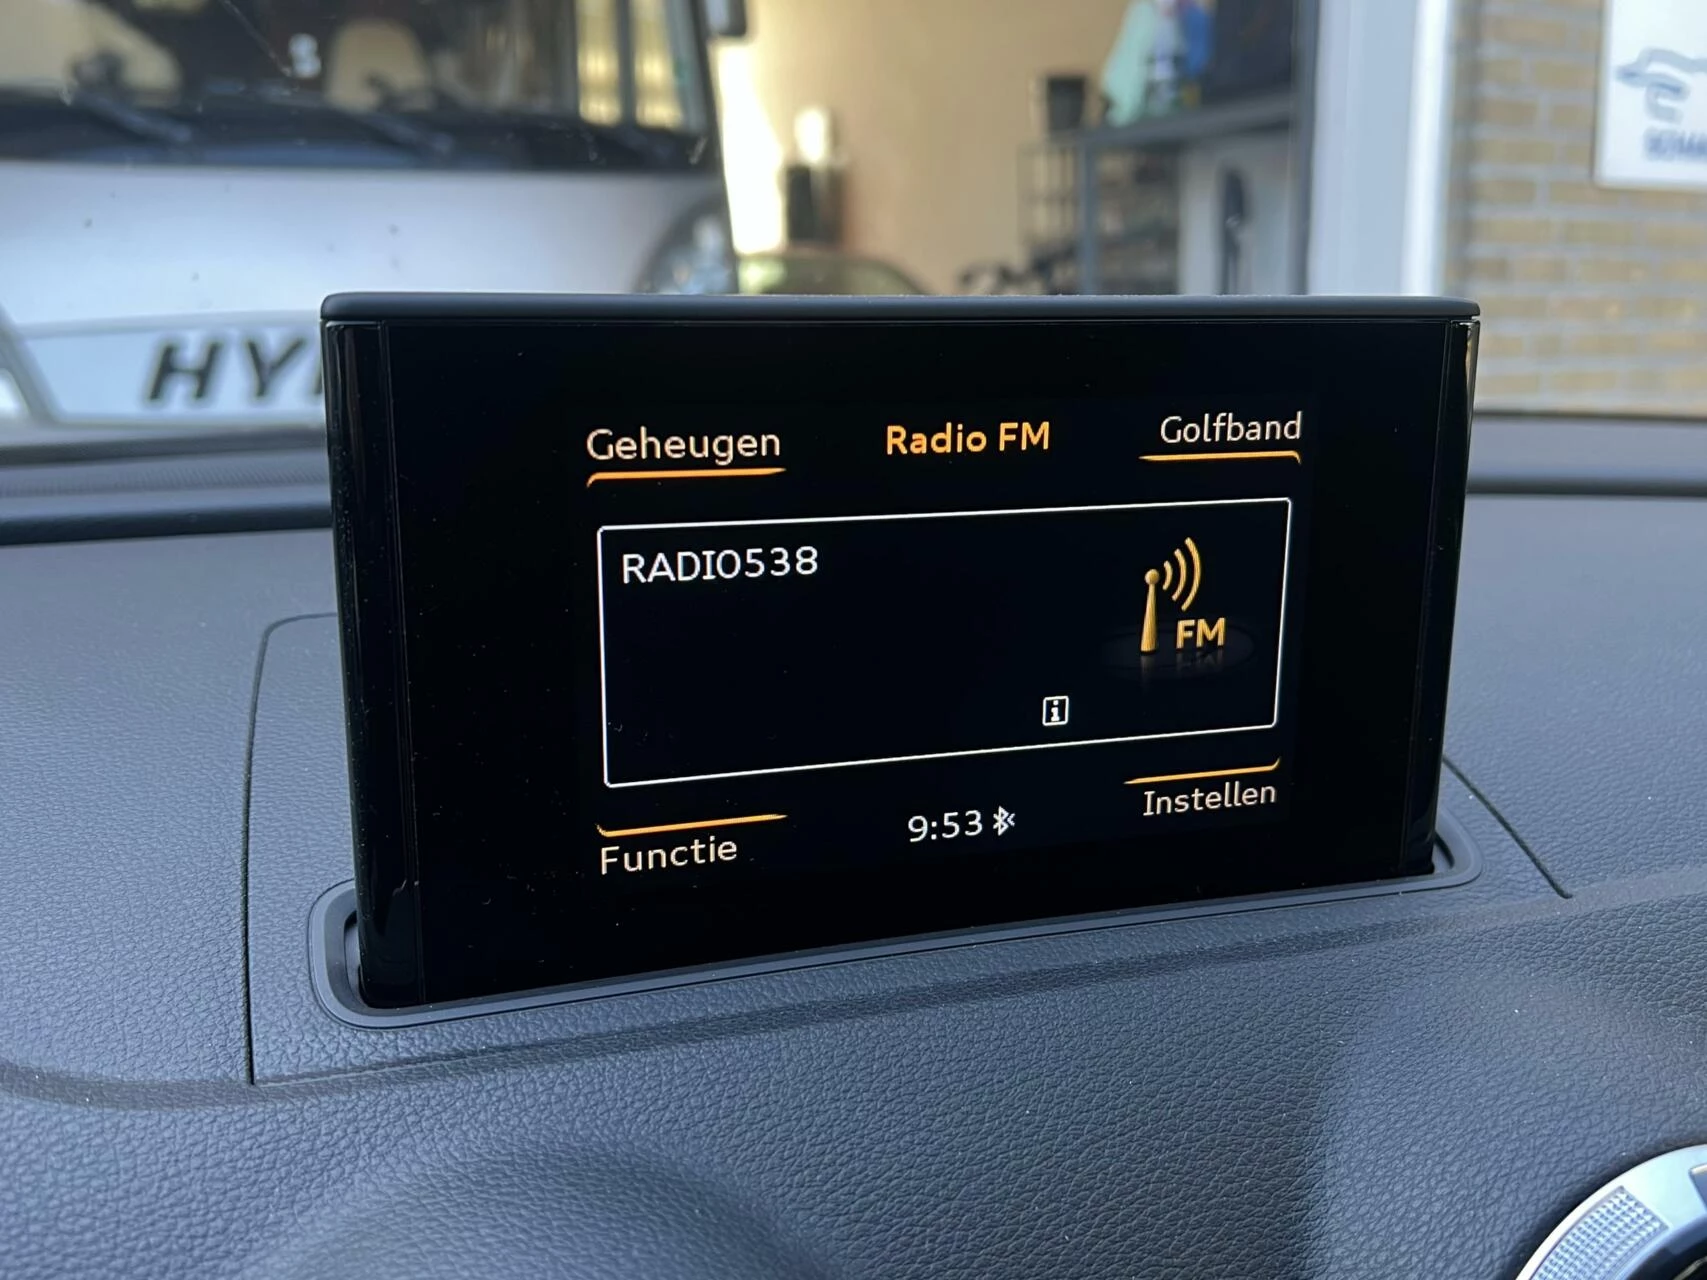 HY
Geheugen
Radio FM
Golfband
RADIO538
FM
i
9:53
Instellen
Functie